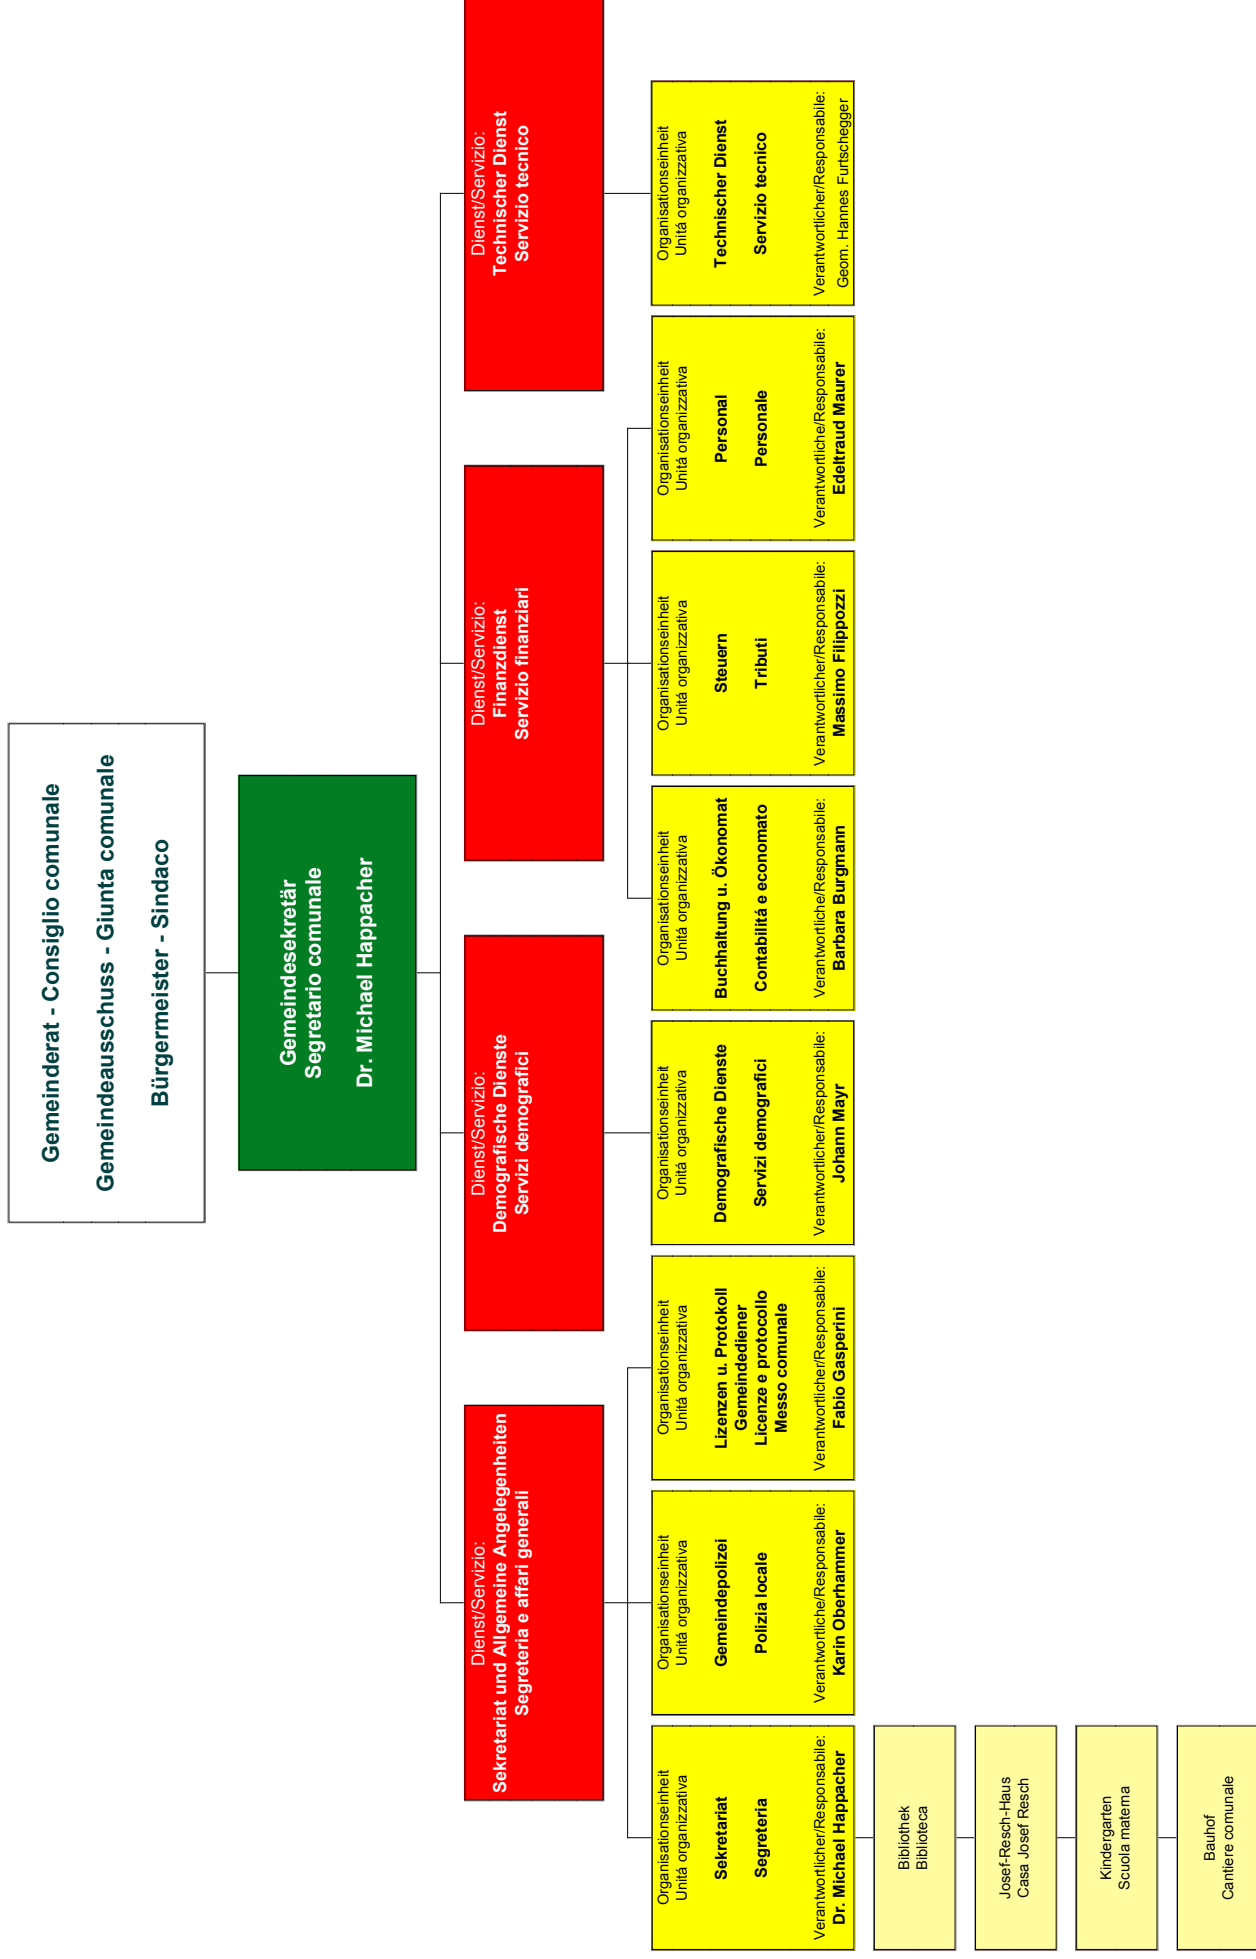 Gemeinderat - Consiglio comunale
Gemeindeausschuss - Giunta comunale
Bürgermeister - Sindaco
Gemeindesekretär
Segretario comunale
Dr. Michael Happacher
Dienst/Servizio:
Sekretariat und Allgemeine Angelegenheiten
Segreteria e affari generali
Dienst/Servizio:
Demografische Dienste
Servizi demografici
Dienst/Servizio:
Finanzdienst
Servizio finanziari
Dienst/Servizio:
Technischer Dienst
Servizio tecnico
Organisationseinheit
Unitá organizzativa
Sekretariat
Segreteria
Verantwortlicher/Responsabile:
Dr. Michael Happacher
Organisationseinheit
Unitá organizzativa
Gemeindepolizei
Polizia locale
Verantwortliche/Responsabile:
Karin Oberhammer
Organisationseinheit
Unitá organizzativa
Lizenzen u. Protokoll
Gemeindediener
Licenze e protocollo
Messo comunale
Verantwortlicher/Responsabile:
Fabio Gasperini
Organisationseinheit
Unitá organizzativa
Demografische Dienste
Servizi demografici
Verantwortlicher/Responsabile:
Johann Mayr
Organisationseinheit
Unitá organizzativa
Buchhaltung u. Ökonomat
Contabilitá e economato
Verantwortliche/Responsabile:
Barbara Burgmann
Organisationseinheit
Unitá organizzativa
Steuern
Tributi
Verantwortlicher/Responsabile:
Massimo Filippozzi
Organisationseinheit
Unitá organizzativa
Personal
Personale
Verantwortliche/Responsabile:
Edeltraud Maurer
Organisationseinheit
Unitá organizzativa
Technischer Dienst
Servizio tecnico
Verantwortlicher/Responsabile:
Geom. Hannes Furtschegger
Bibliothek
Biblioteca
Josef-Resch-Haus
Casa Josef Resch
Kindergarten
Scuola materna
Bauhof
Cantiere comunale